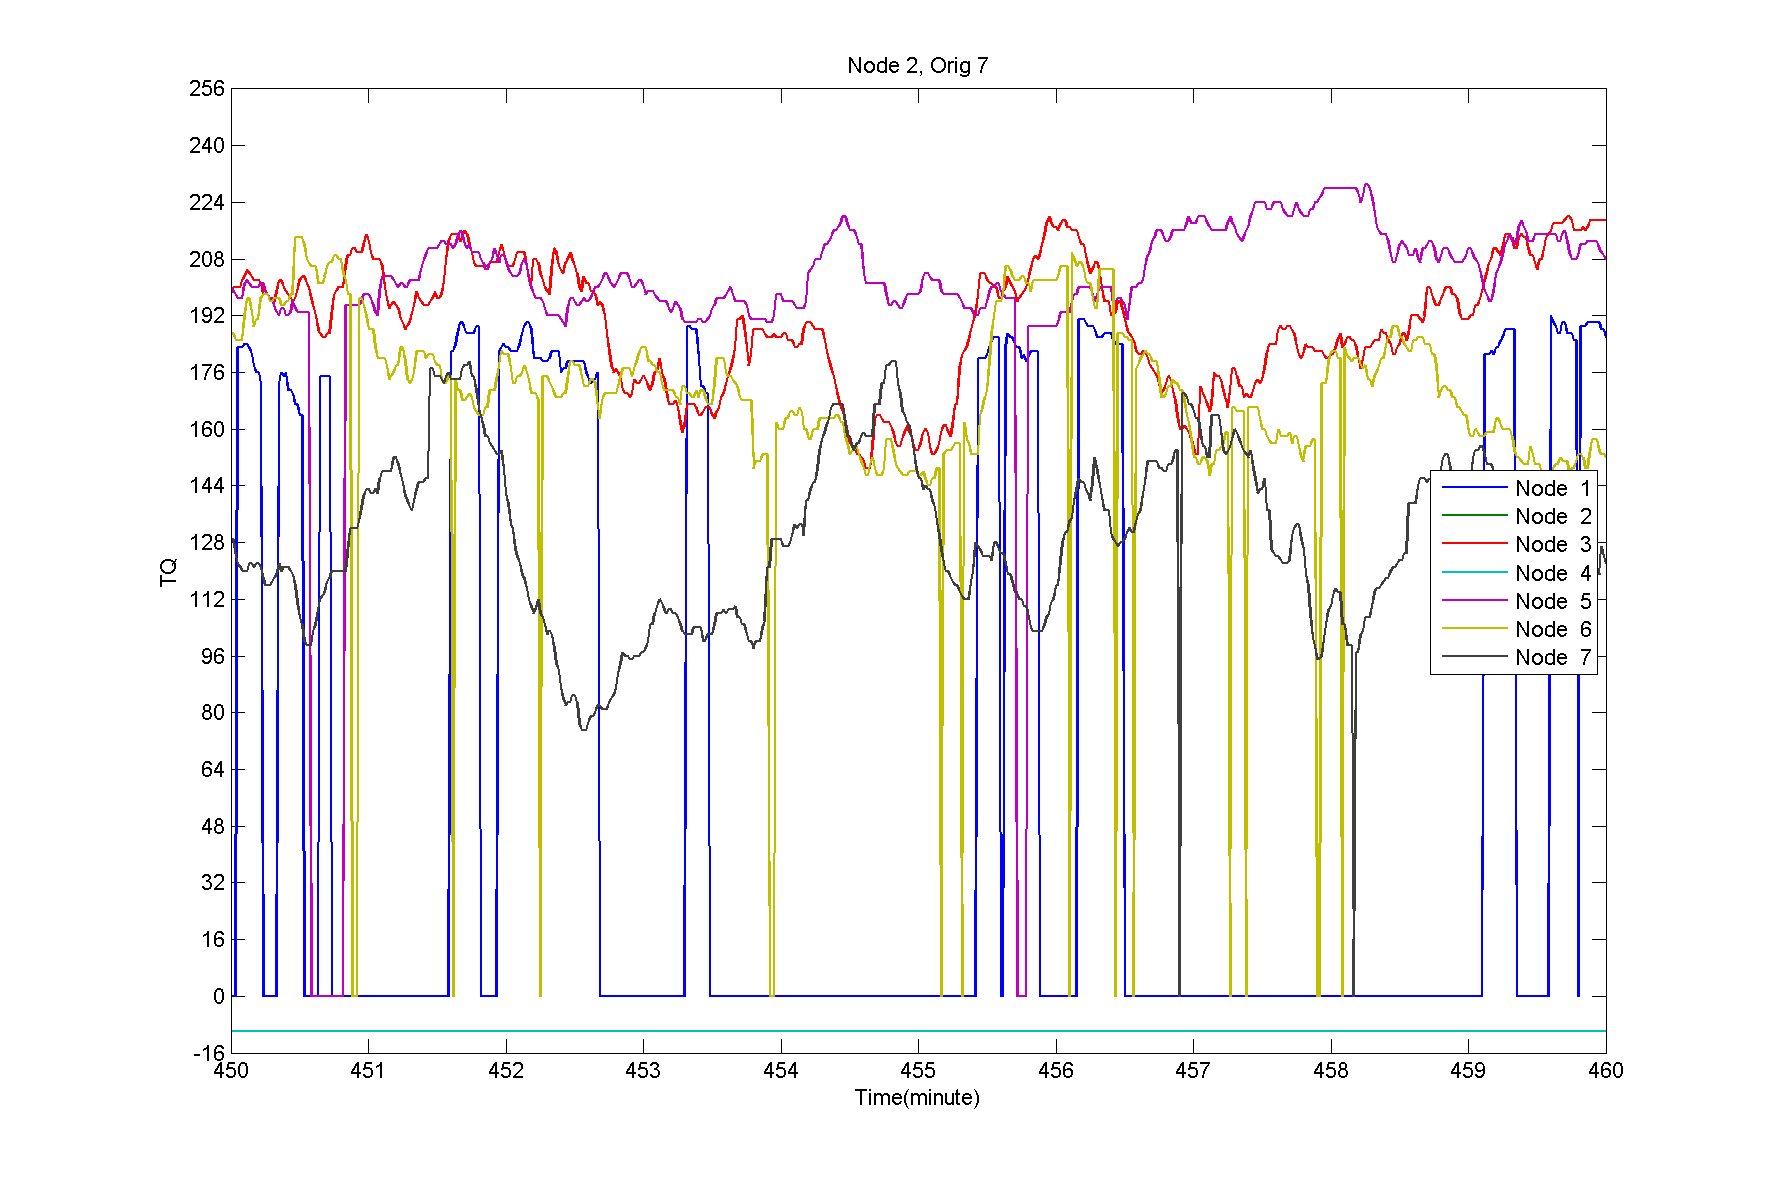 Node 2, Orig 7
256
240
224
208
192
176
160
144
128
112
96
80
64
48
32
16
0
-16
TQ
Node 1
Node 2
Node 3
Node 4
Node 5
Node 6
Node 7
450 451 452 453 454 455 456 457 458 459 460
Time(minute)